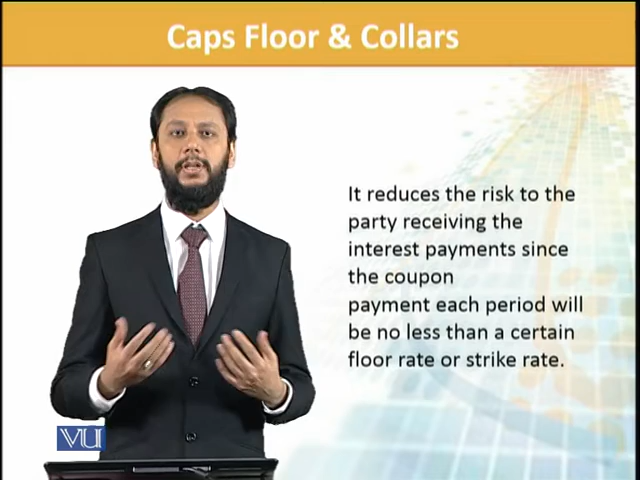 Caps Floor & Collars
It reduces the risk to the
party receiving the
interest payments since
the coupon
payment each period will
be no less than a certain
floor rate or strike rate.
VU